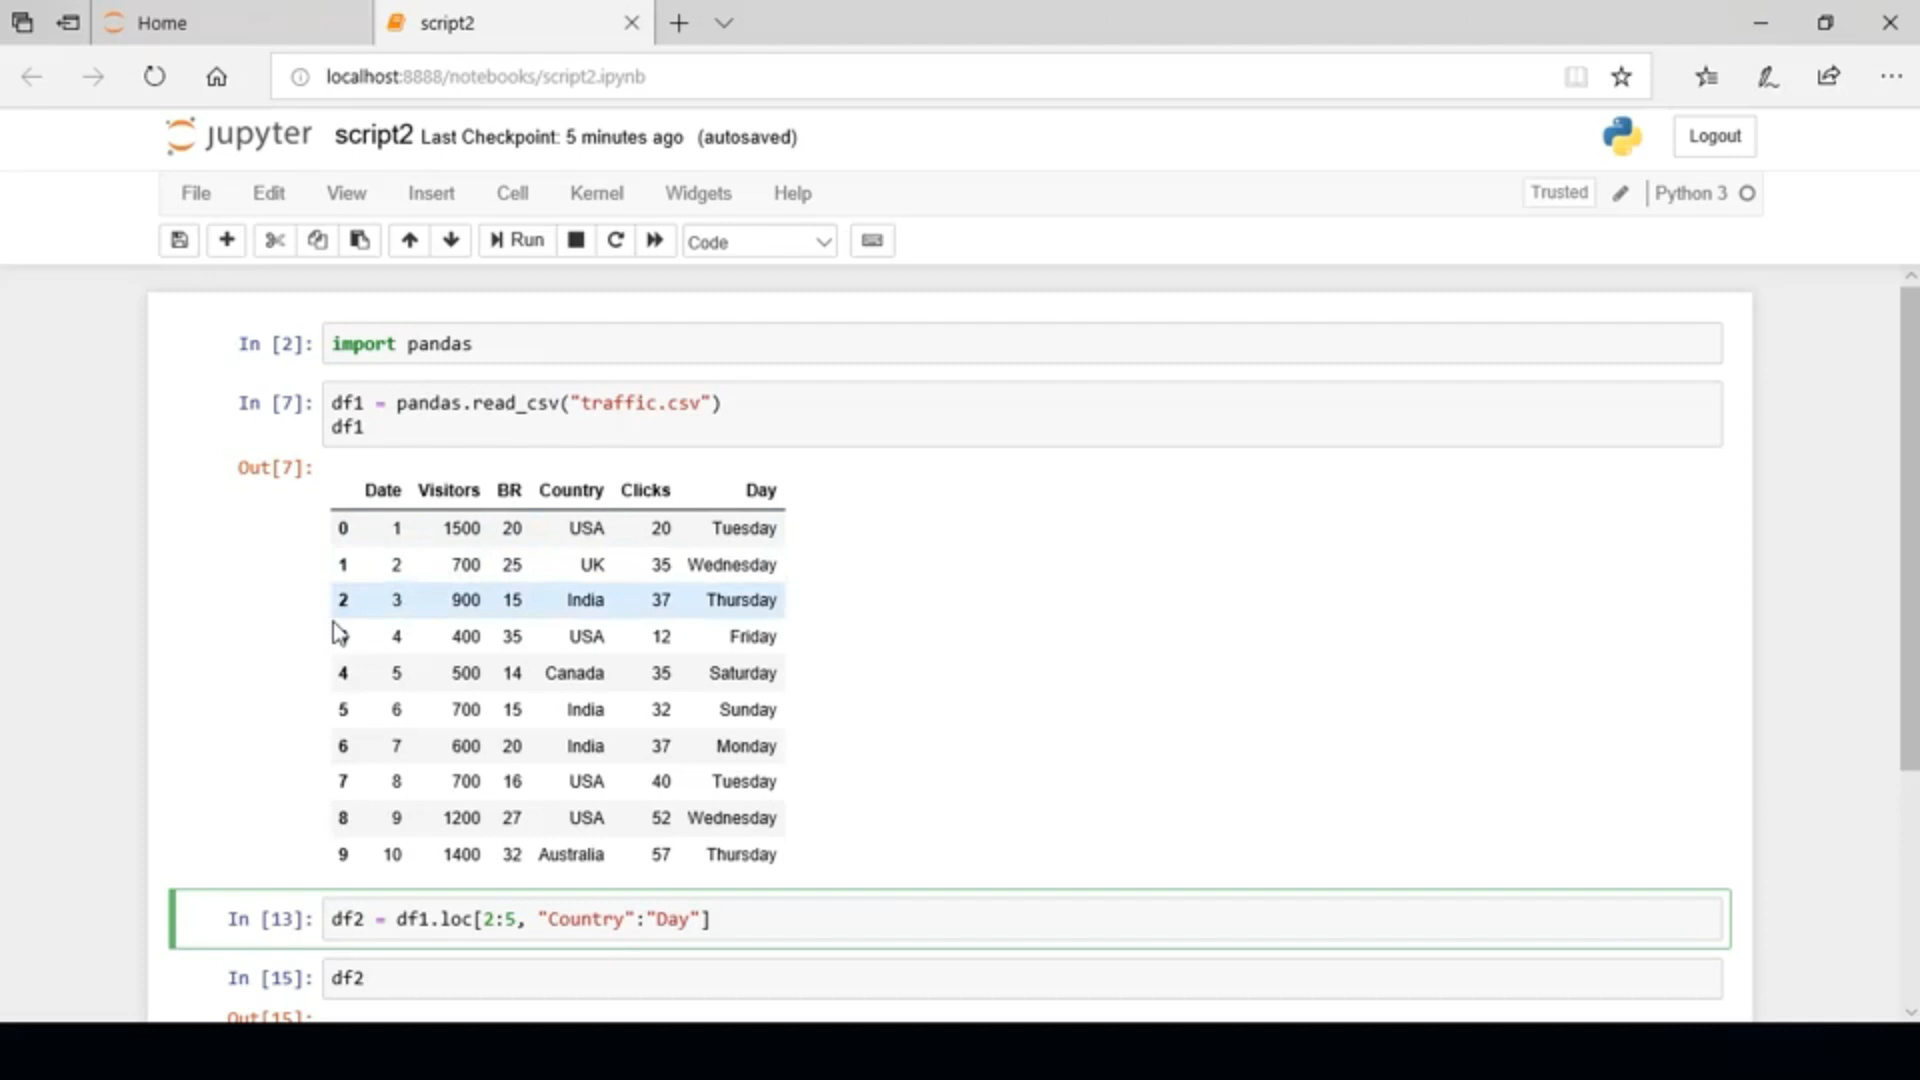 Home
script2
localhost:8888/notebooks/script2.ipynb
jupyter script2 Last Checkpoint: 5 minutes ago (autosaved)
Logout
File Edit View Insert Cell Kernel Widgets Help
Trusted Python 3
Run Code
In [2]: import pandas
In [7]: df1 = pandas.read_csv("traffic.csv")
df1
Out[7]:
Date Visitors BR Country Clicks Day
0 1 1500 20 USA 20 Tuesday
1 2 700 25 UK 35 Wednesday
2 3 900 15 India 37 Thursday
4 400 35 USA 12 Friday
4 5 500 14 Canada 35 Saturday
5 6 700 15 India 32 Sunday
6 7 600 20 India 37 Monday
7 8 700 16 USA 40 Tuesday
8 9 1200 27 USA 52 Wednesday
9 10 1400 32 Australia 57 Thursday
In [13]: df2 = df1.loc[2:5, "Country":"Day"]
In [15]: df2
Out[15]: